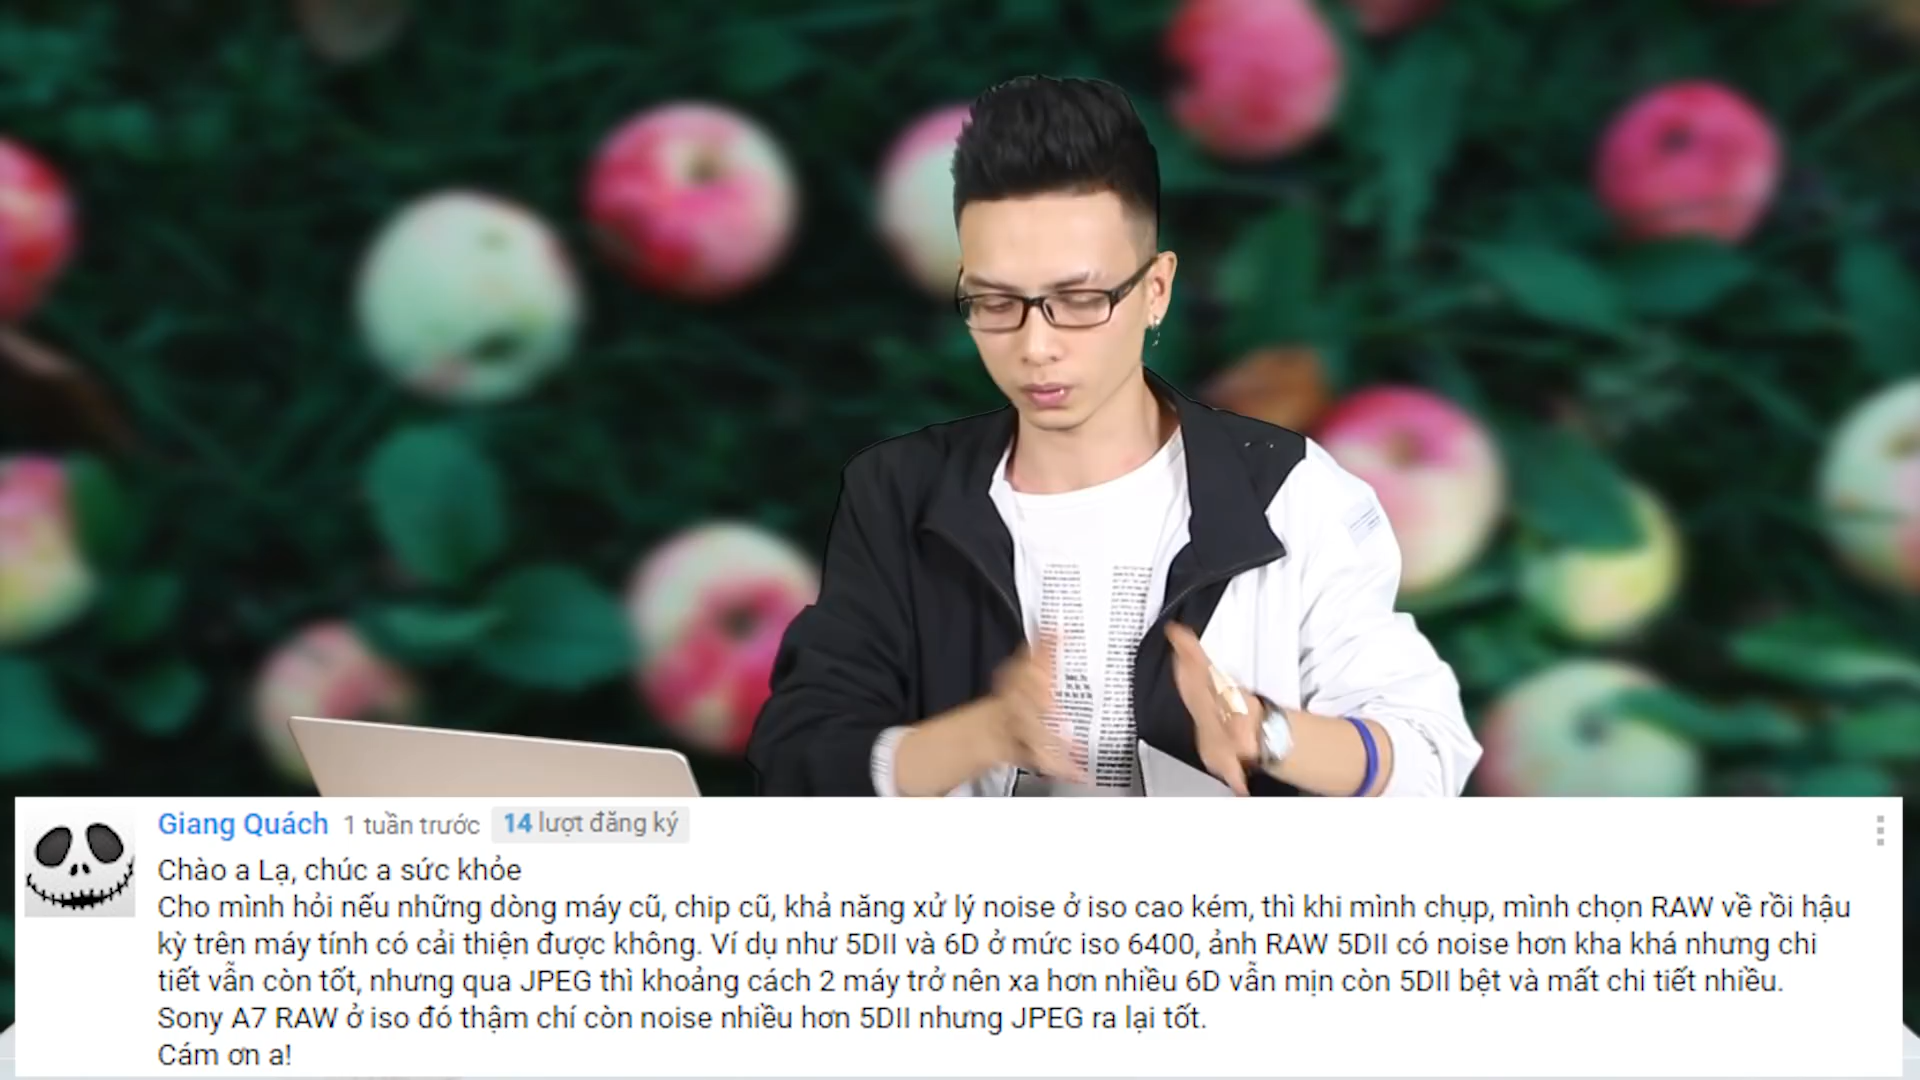 Giang Quách 1 tuần trước 14 lượt đăng ký
Chào a Lạ, chúc a sức khỏe
Cho mình hỏi nếu những dòng máy cũ, chip cũ, khả năng xử lý noise ở iso cao kém, thì khi mình chụp, mình chọn RAW về rồi hậu
kỳ trên máy tính có cải thiện được không. Ví dụ như 5DII và 6D ở mức iso 6400, ảnh RAW 5DII có noise hơn kha khá nhưng chi
tiết vẫn còn tốt, nhưng qua JPEG thì khoảng cách 2 máy trở nên xa hơn nhiều 6D vẫn mịn còn 5DII bệt và mất chi tiết nhiều.
Sony A7 RAW ở iso đó thậm chí còn noise nhiều hơn 5DII nhưng JPEG ra lại tốt.
Cám ơn a!